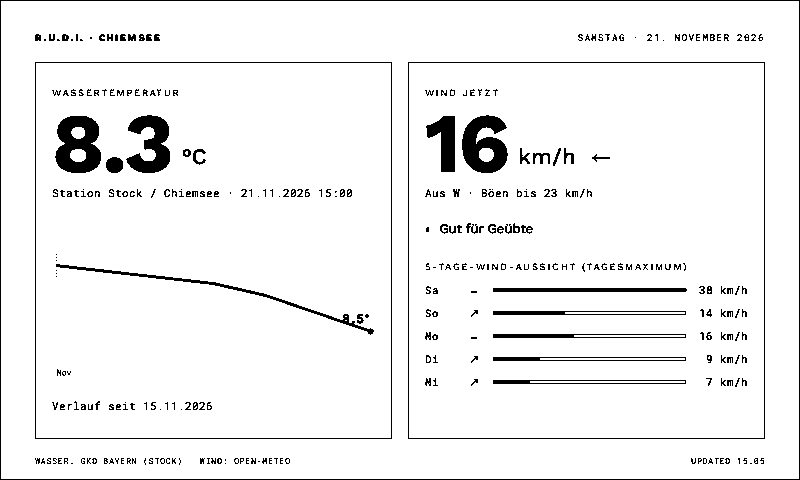 R.U.D.I. · CHIEMSEE
SAMSTAG · 21. NOVEMBER 2026
WASSERTEMPERATUR
8.3 °C
Station Stock / Chiemsee · 21.11.2026 15:00
8.5°
Nov
Verlauf seit 15.11.2026
WIND JETZT
16 km/h ←
Aus W · Böen bis 23 km/h
Gut für Geübte
5-TAGE-WIND-AUSSICHT (TAGESMAXIMUM)
Sa → 38 km/h
So ↗ 14 km/h
Mo → 16 km/h
Di ↗ 9 km/h
Mi ↗ 7 km/h
WASSER: GKD BAYERN (STOCK) WIND: OPEN-METEO
UPDATED 15:05